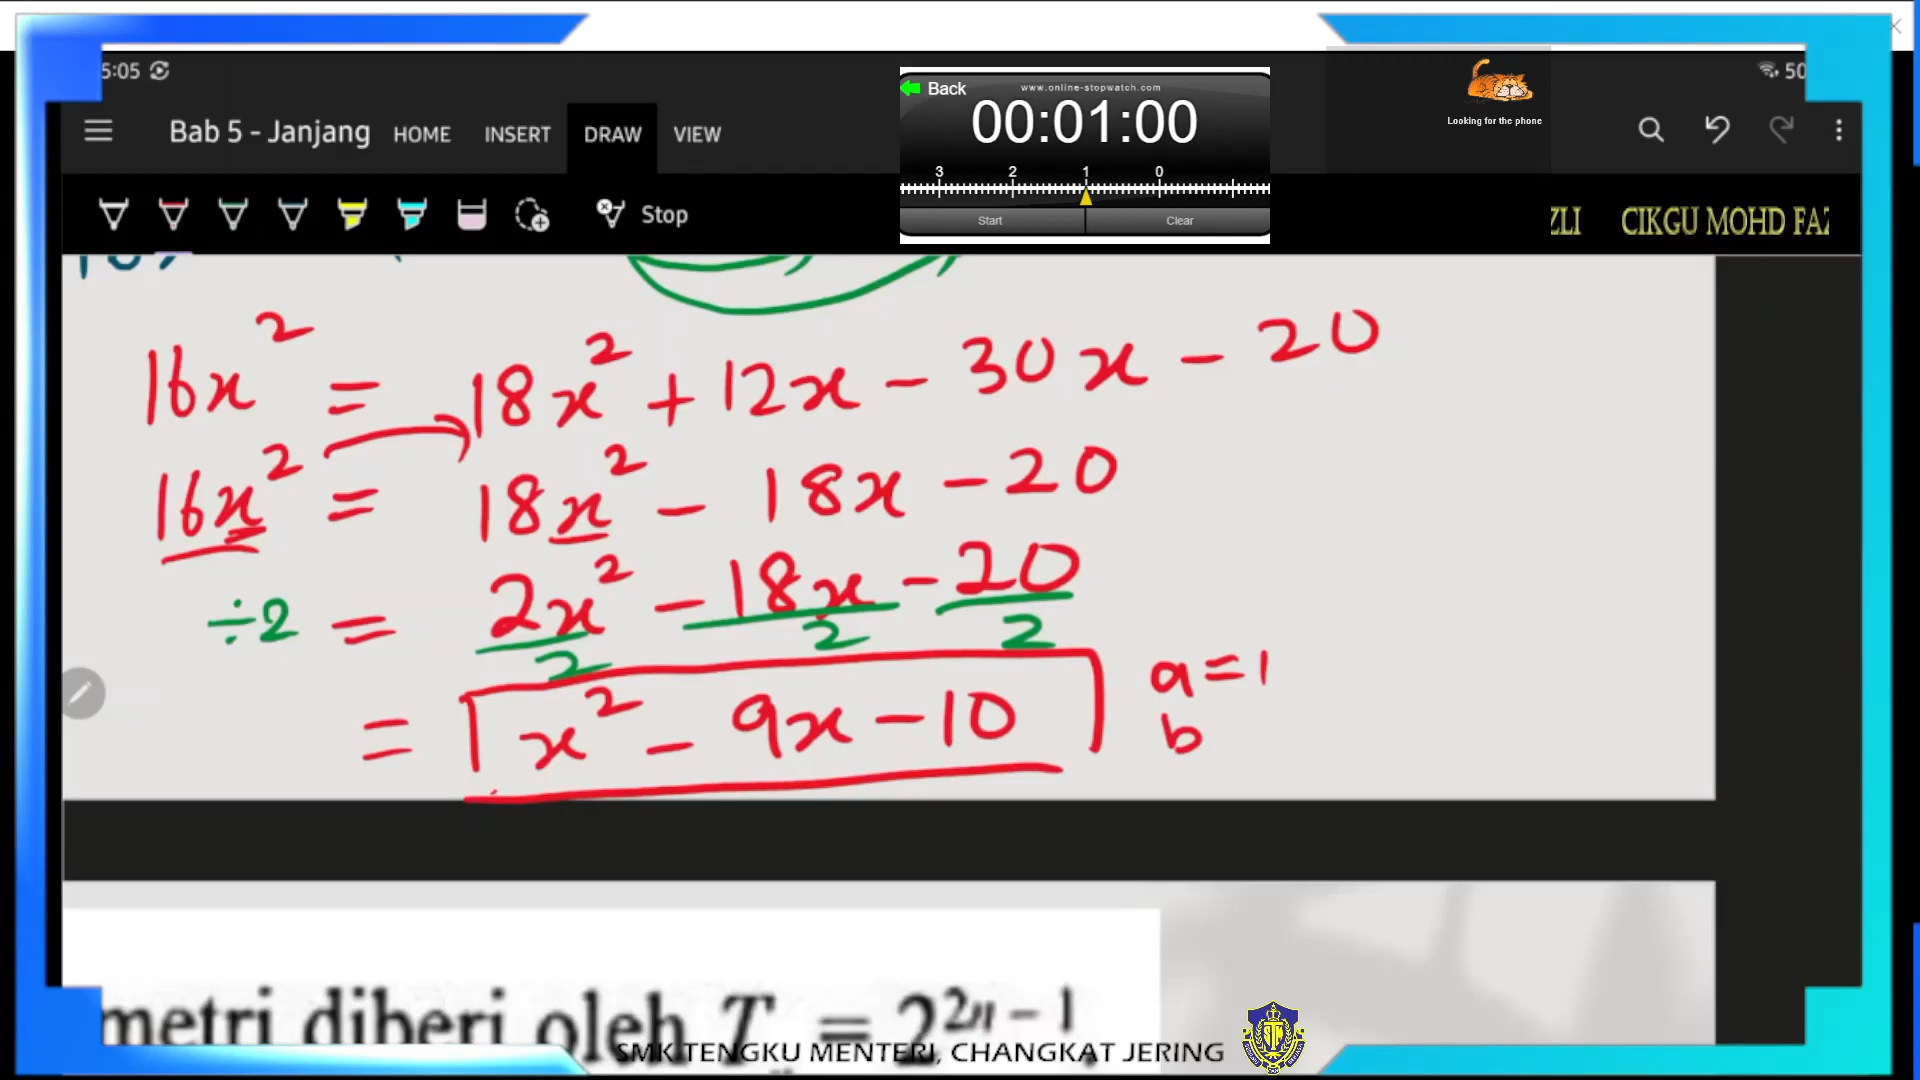 5:05
50
Back
www.online-stopwatch.com
00:01:00
3 2 1 0
Start Clear
Looking for the phone
Bab 5 - Janjang HOME INSERT DRAW VIEW
Stop
ZLI CIKGU MOHD FAZ
16x² = 18x² + 12x - 30x - 20
16x² = 18x² - 18x - 20
÷2 = 2x²/2 - 18x/2 - 20/2
= x² - 9x - 10
a = 1
b
metri diberi oleh Tₙ = 2²ⁿ⁻¹.
SMK TENGKU MENTERI, CHANGKAT JERING